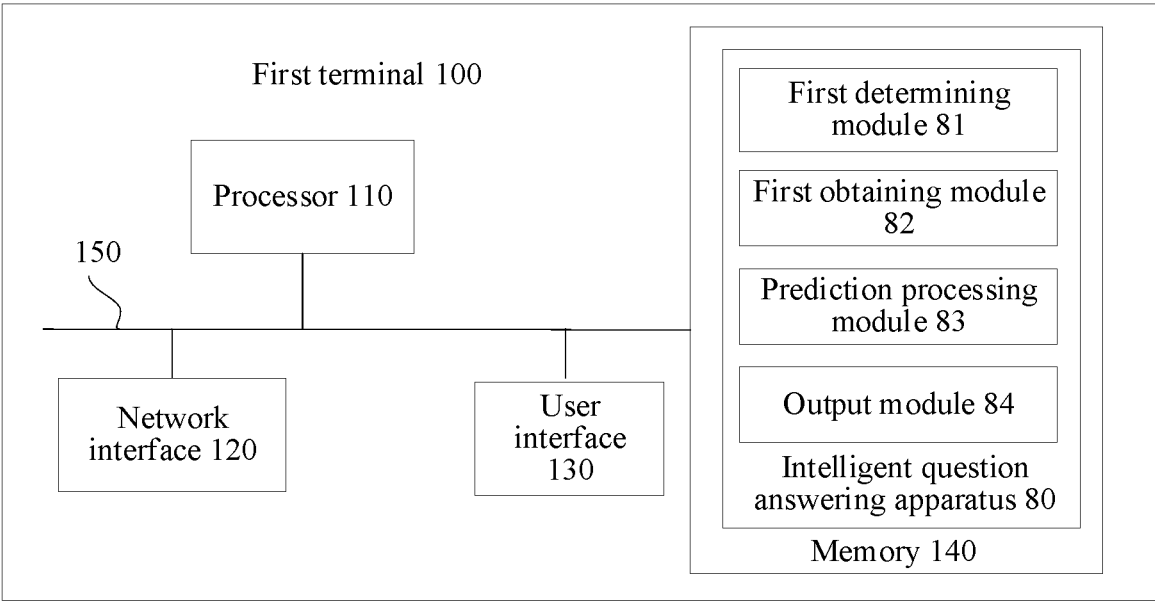 First terminal 100
Processor 110
150
Network
interface 120
User
interface
130
First determining
module 81
First obtaining module
82
Prediction processing
module 83
Output module 84
Intelligent question
answering apparatus 80
Memory 140